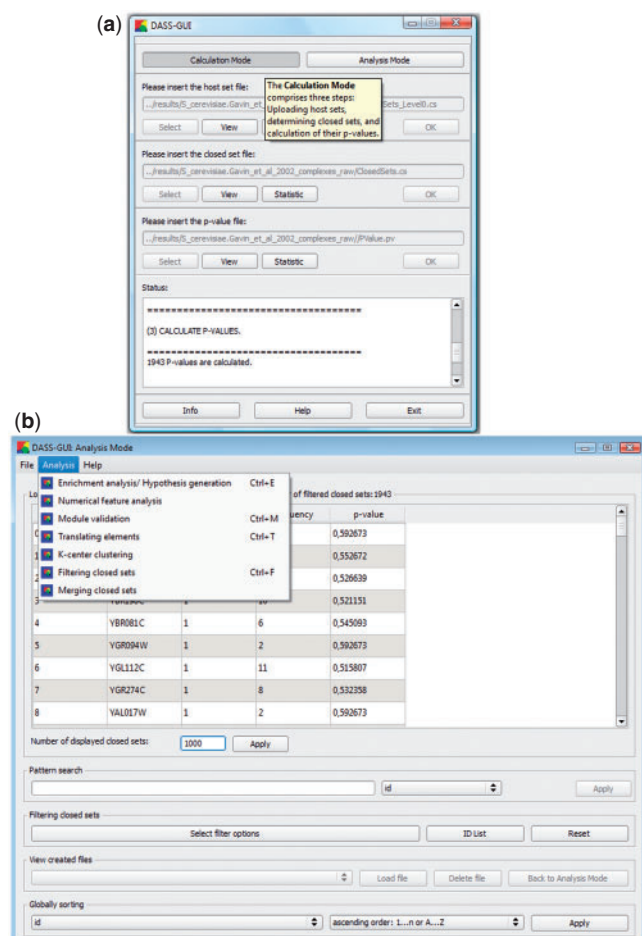 (a)
DASS-GUI
Calculation Mode Analysis Mode
Please insert the host set file:
The Calculation Mode
comprises three steps:
Uploading host sets,
determining closed sets, and
calculation of their p-values.
../results/S_cerevisiae.Gavin_et_al Sets_Level0.cs
Select View OK
Please insert the closed set file:
../results/S_cerevisiae.Gavin_et_al_2002_complexes_raw/ClosedSets.cs
Select View Statistic OK
Please insert the p-value file:
../results/S_cerevisiae.Gavin_et_al_2002_complexes_raw//PValue.pv
Select View Statistic OK
Status:
====================================
(3) CALCULATE P-VALUES.
====================================
1943 P-values are calculated.
Info Help Exit
(b)
DASS-GUI: Analysis Mode
File Analysis Help
Enrichment analysis/ Hypothesis generation Ctrl+E
Numerical feature analysis
Module validation Ctrl+M
Translating elements Ctrl+T
K-center clustering
Filtering closed sets Ctrl+F
Merging closed sets
of filtered closed sets: 1943
uency p-value
0,592673
0,552672
0,526639
0,521151
4 YBR081C 1 6 0,545093
5 YGR094W 1 2 0,592673
6 YGL112C 1 11 0,515807
7 YGR274C 1 8 0,532358
8 YAL017W 1 2 0,592673
Number of displayed closed sets: 1000 Apply
Pattern search
id Apply
Filtering closed sets
Select filter options ID List Reset
View created files
Load file Delete file Back to Analysis Mode
Globally sorting
id ascending order: 1...n or A...Z Apply